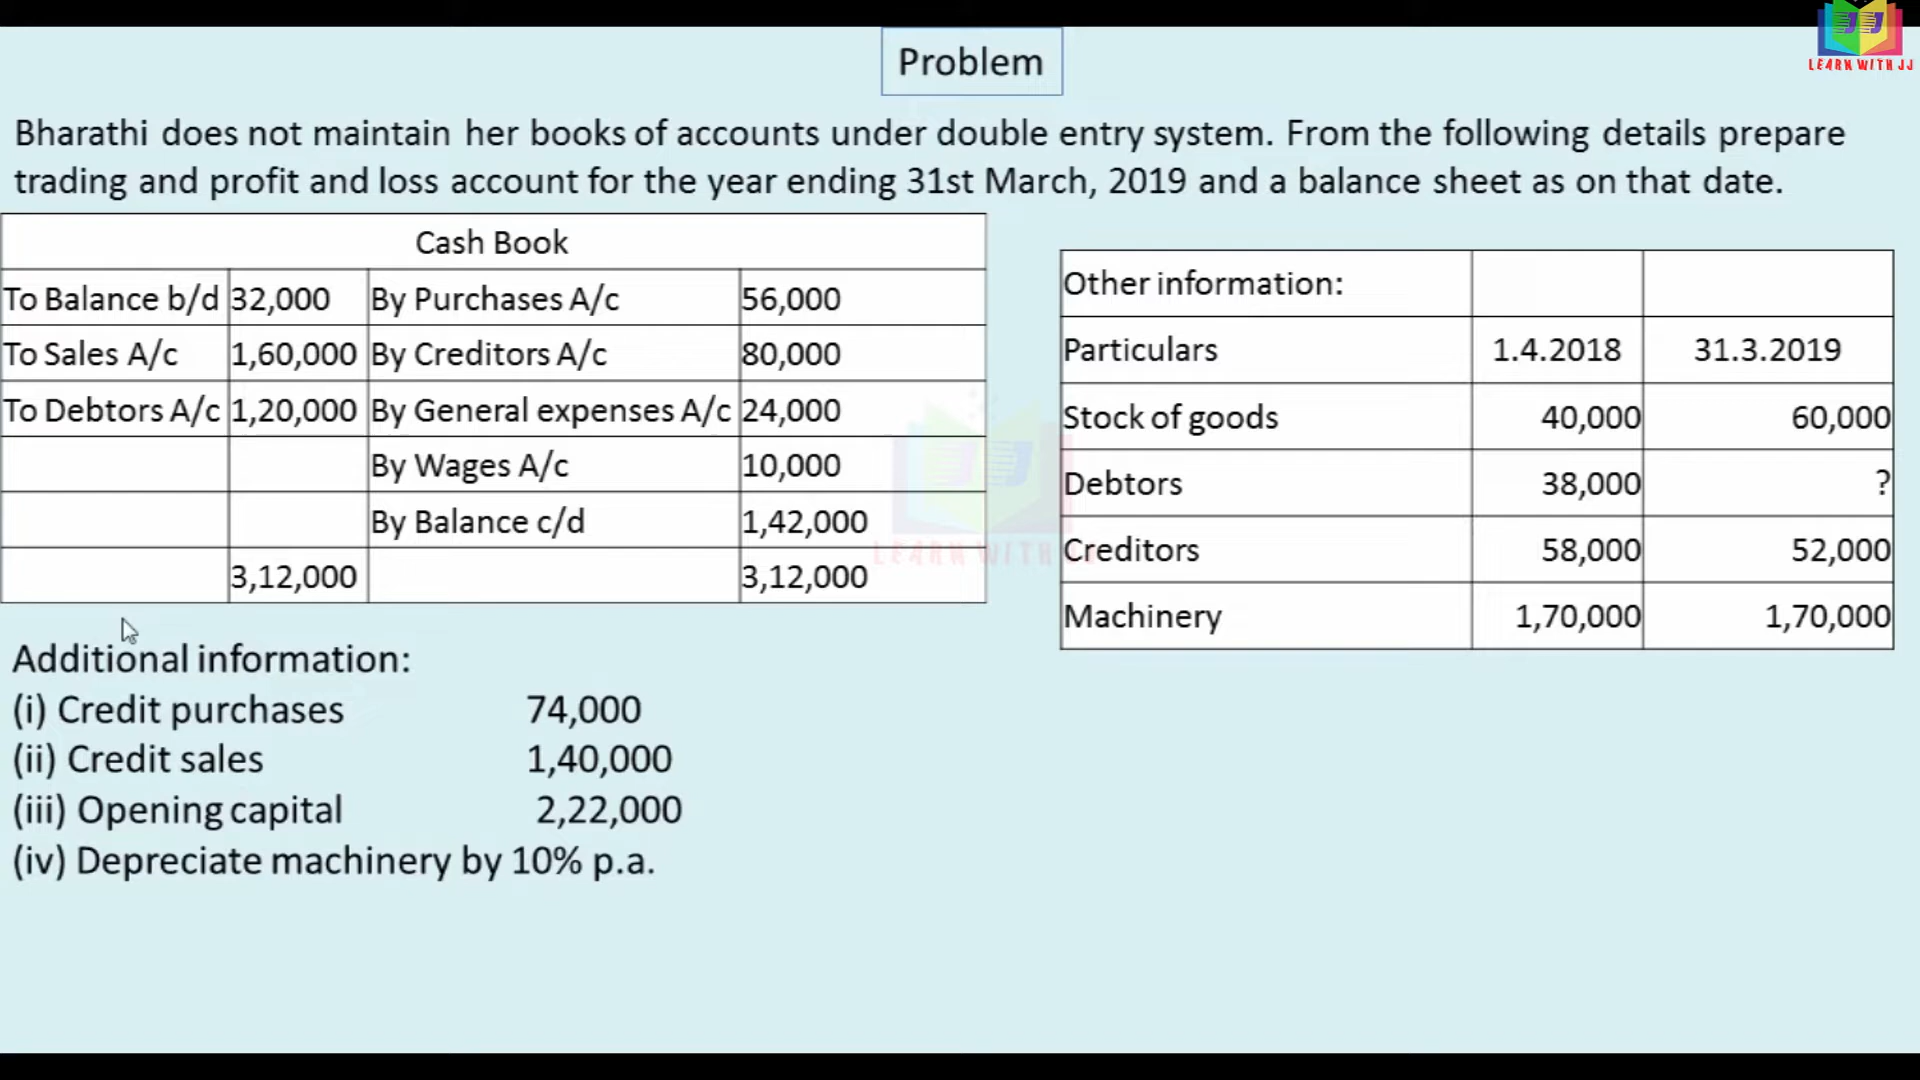 Problem
LEARN WITH JJ
Bharathi does not maintain her books of accounts under double entry system. From the following details prepare
trading and profit and loss account for the year ending 31st March, 2019 and a balance sheet as on that date.
Cash Book
To Balance b/d 32,000 By Purchases A/c 56,000
To Sales A/c 1,60,000 By Creditors A/c 80,000
To Debtors A/c 1,20,000 By General expenses A/c 24,000
By Wages A/c 10,000
By Balance c/d 1,42,000
3,12,000 3,12,000
Other information:
Particulars 1.4.2018 31.3.2019
Stock of goods 40,000 60,000
Debtors 38,000 ?
Creditors 58,000 52,000
Machinery 1,70,000 1,70,000
LEARN WITH JJ
Additional information:
(i) Credit purchases 74,000
(ii) Credit sales 1,40,000
(iii) Opening capital 2,22,000
(iv) Depreciate machinery by 10% p.a.